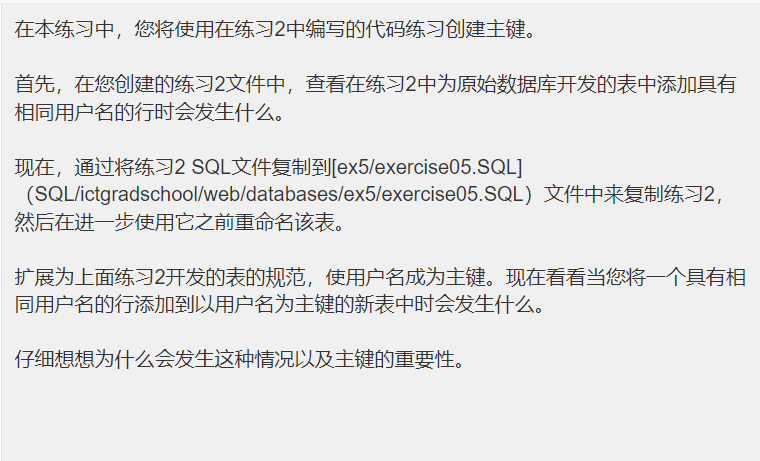 在本练习中，您将使用在练习2中编写的代码练习创建主键。
首先，在您创建的练习2文件中，查看在练习2中为原始数据库开发的表中添加具有
相同用户名的行时会发生什么。
现在，通过将练习2 SQL文件复制到[ex5/exercise05.SQL]
（SQL/ictgradschool/web/databases/ex5/exercise05.SQL）文件中来复制练习2，
然后在进一步使用它之前重命名该表。
扩展为上面练习2开发的表的规范，使用户名成为主键。现在看看当您将一个具有相
同用户名的行添加到以用户名为主键的新表中时会发生什么。
仔细想想为什么会发生这种情况以及主键的重要性。